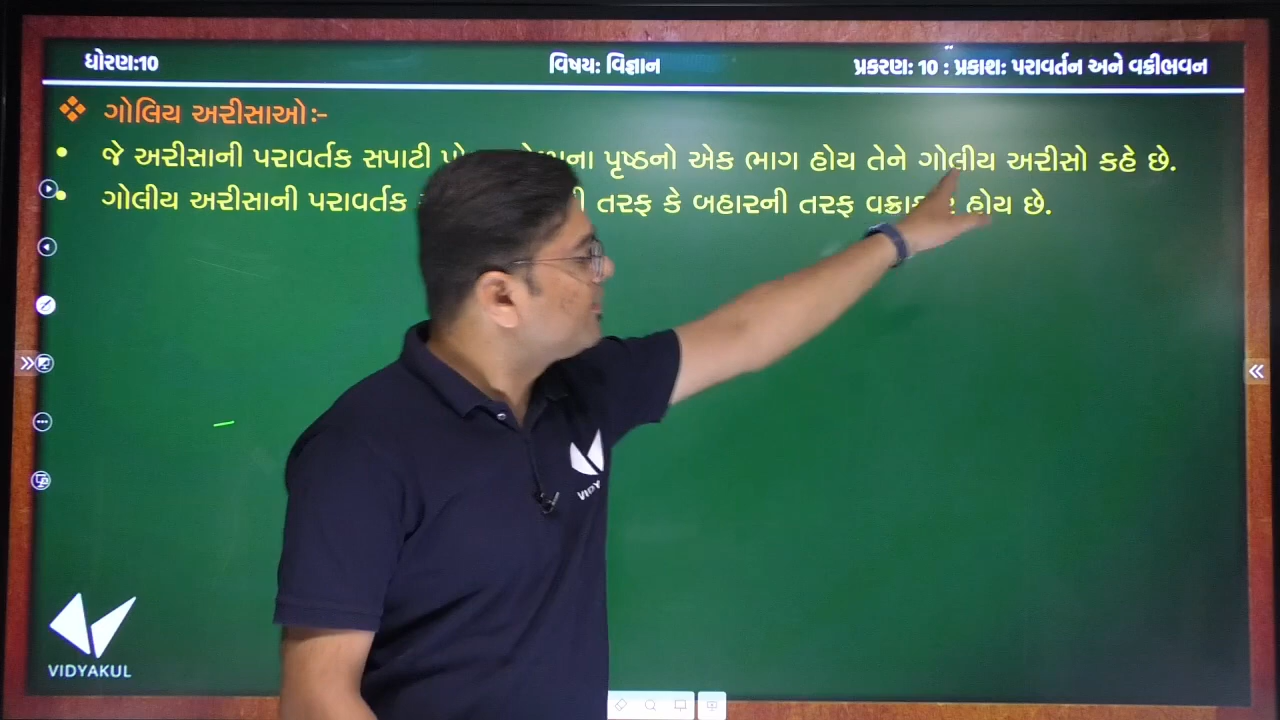 ધોરણ:10 વિષય: વિજ્ઞાન પ્રકરણ: 10 : પ્રકાશ: પરાવર્તન અને વક્રીભવન
❖ ગોલિય અરીસાઓ:-
• જે અરીસાની પરાવર્તક સપાટી પૃષ્ઠનો એક ભાગ હોય તેને ગોલીય અરીસો કહે છે.
• ગોલીય અરીસાની પરાવર્તક તરફ કે બહારની તરફ હોય છે.
VIDYAKUL